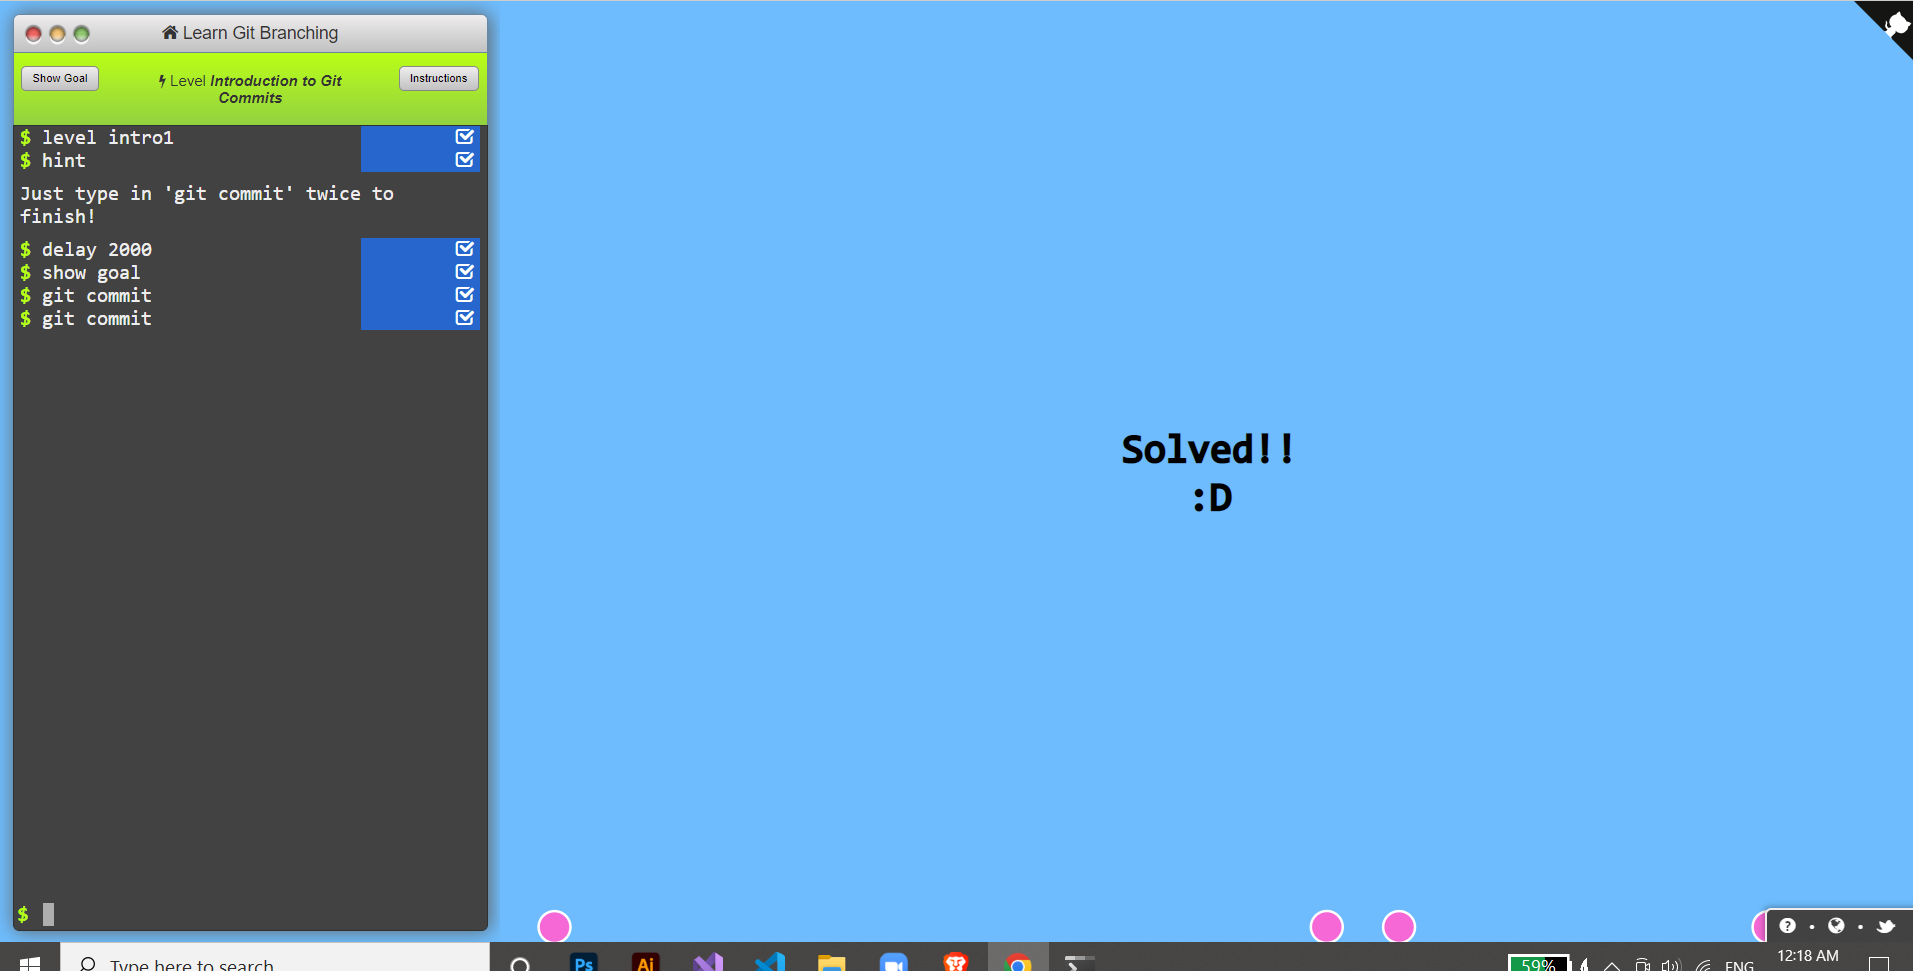 Learn Git Branching
Show Goal
Level Introduction to Git
Commits
Instructions
$ level intro1
$ hint
Just type in 'git commit' twice to
finish!
$ delay 2000
$ show goal
$ git commit
$ git commit
$
Solved!!
:D
Type here to search
Ps
Ai
59%
ENG
12:18 AM